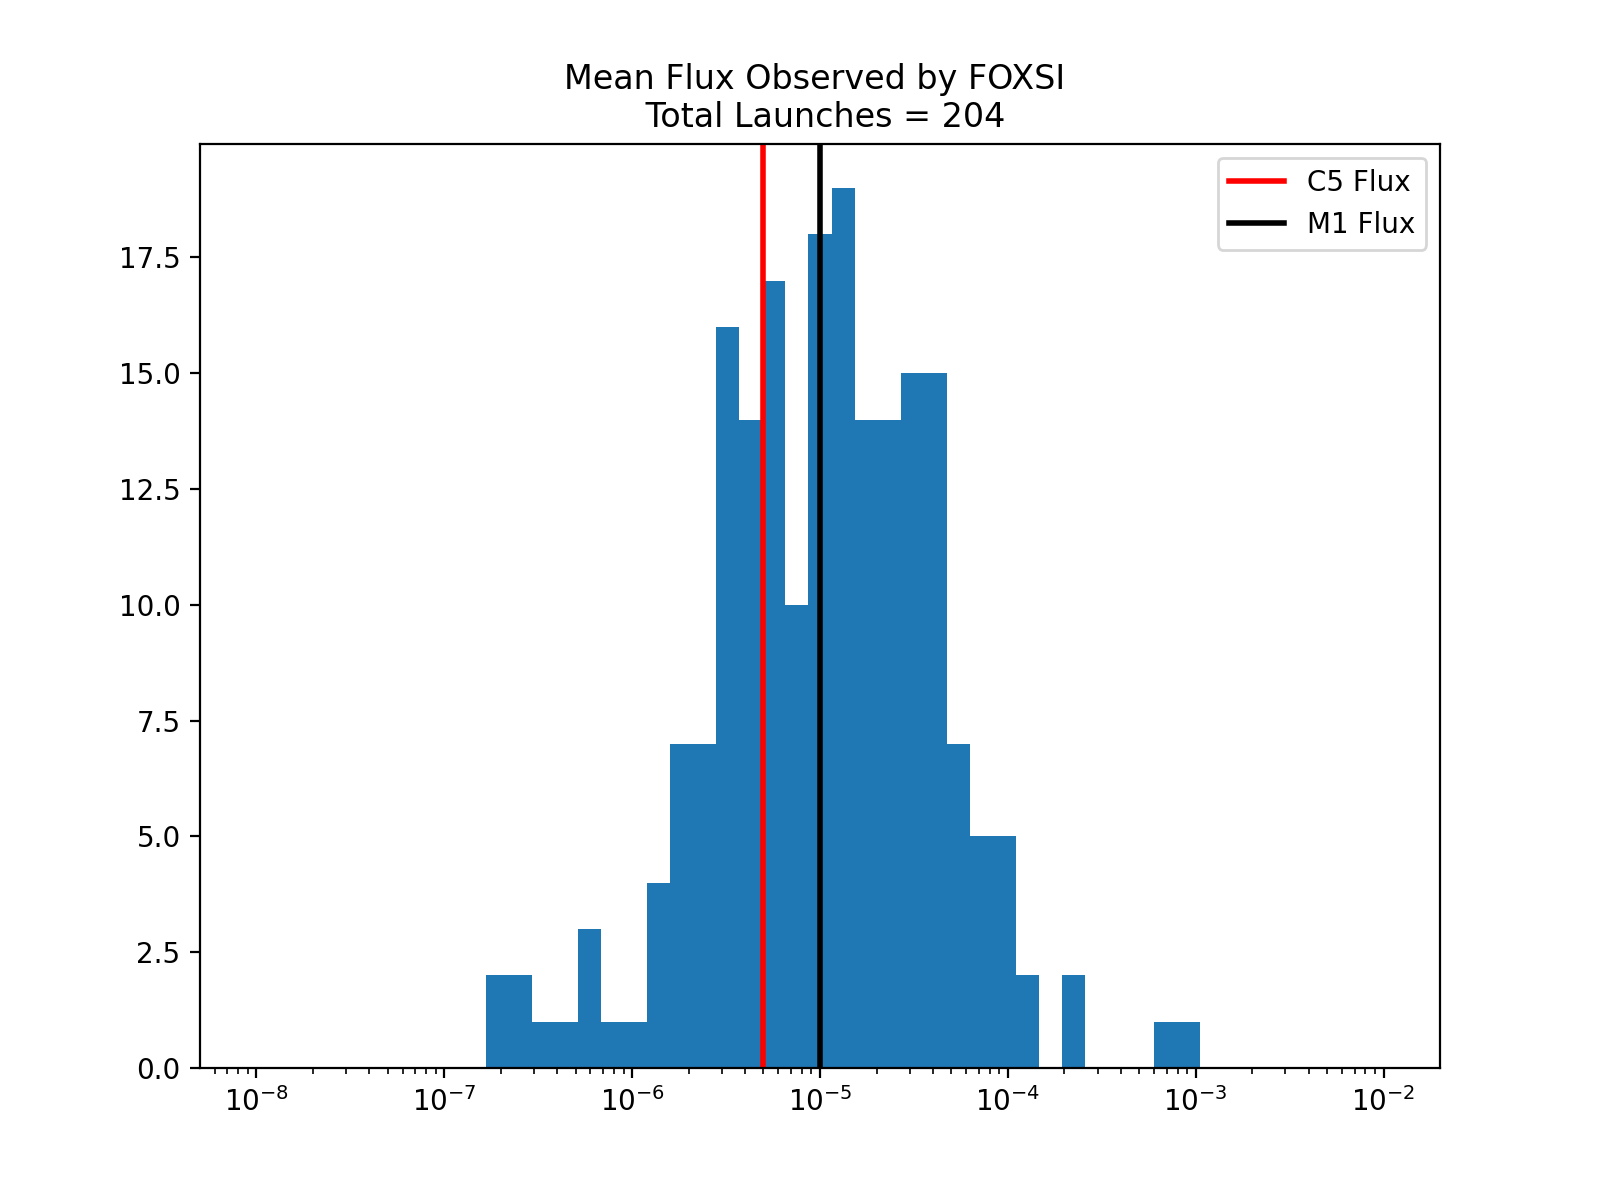 Mean Flux Observed by FOXSI
Total Launches = 204
C5 Flux
M1 Flux
17.5
15.0
12.5
10.0
7.5
5.0
2.5
0.0
10⁻⁸ 10⁻⁷ 10⁻⁶ 10⁻⁵ 10⁻⁴ 10⁻³ 10⁻²